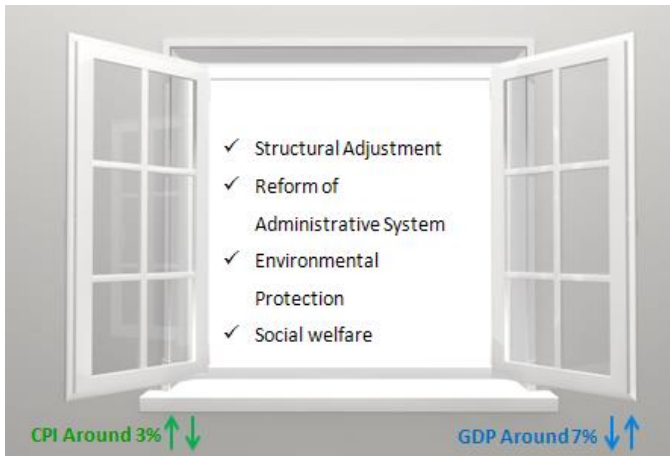 ✓ Structural Adjustment
✓ Reform of
Administrative System
✓ Environmental
Protection
✓ Social welfare
CPI Around 3% ↑↓
GDP Around 7% ↓↑